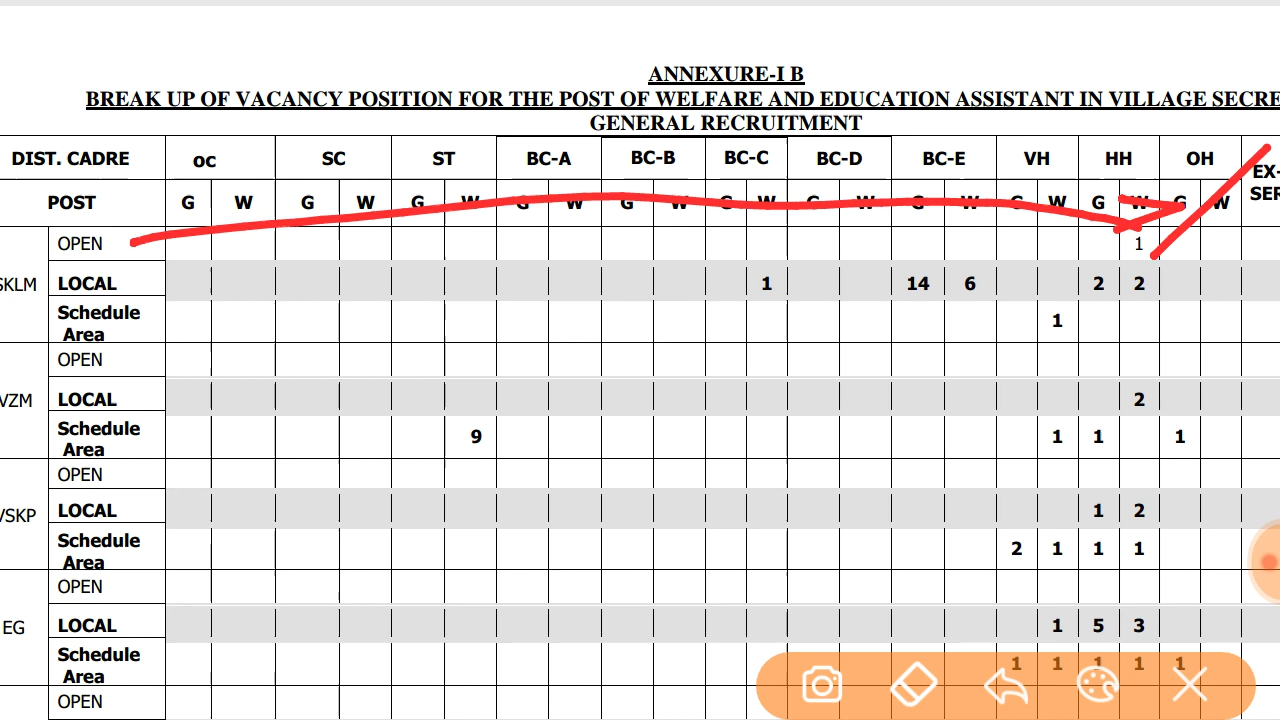 ANNEXURE-I B
BREAK UP OF VACANCY POSITION FOR THE POST OF WELFARE AND EDUCATION ASSISTANT IN VILLAGE SECRE
GENERAL RECRUITMENT
DIST. CADRE OC SC ST BC-A BC-B BC-C BC-D BC-E VH HH OH EX-
POST G W G W G W G W G W G W G W G W G W G W G W SER
OPEN 1
SKLM LOCAL 1 14 6 2 2
Schedule 1
Area
OPEN
VZM LOCAL 2
Schedule 9 1 1 1
Area
OPEN
VSKP LOCAL 1 2
Schedule 2 1 1 1
Area
OPEN
EG LOCAL 1 5 3
Schedule 1 1 1 1 1
Area
OPEN